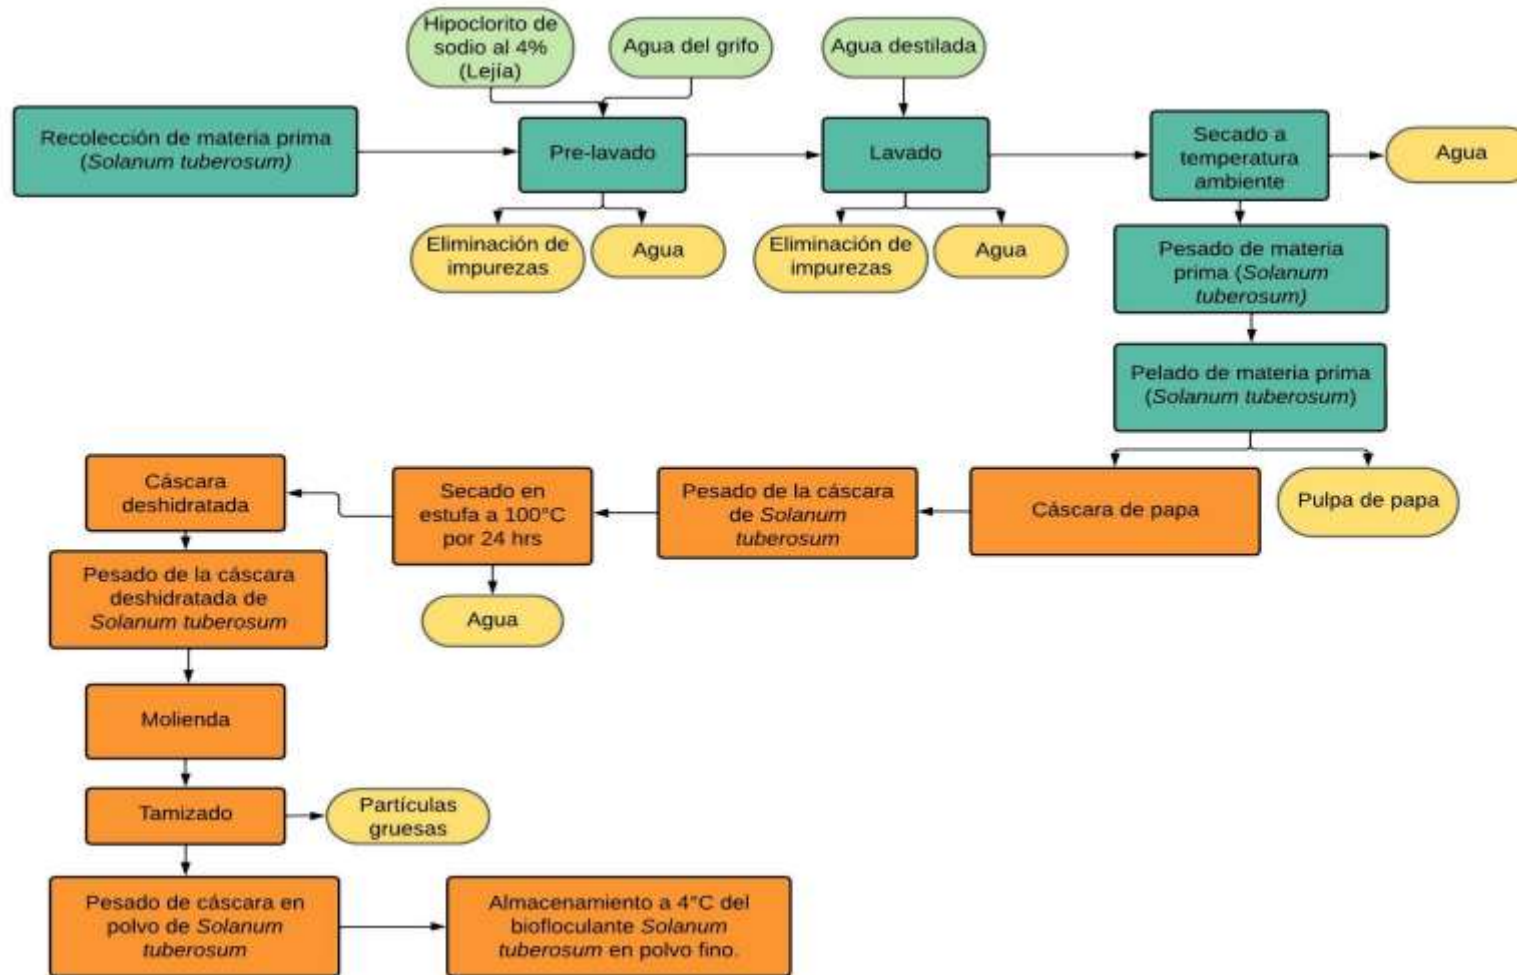 Hipoclorito de
sodio al 4%
(Lejía)
Agua del grifo
Agua destilada
Recolección de materia prima
(Solanum tuberosum)
Pre-lavado
Lavado
Secado a
temperatura
ambiente
Agua
Eliminación de
impurezas
Agua
Eliminación de
impurezas
Agua
Pesado de materia
prima (Solanum
tuberosum)
Pelado de materia prima
(Solanum tuberosum)
Cáscara
deshidratada
Secado en
estufa a 100°C
por 24 hrs
Pesado de la cáscara
de Solanum
tuberosum
Cáscara de papa
Pulpa de papa
Pesado de la cáscara
deshidratada de
Solanum tuberosum
Agua
Molienda
Tamizado
Partículas
gruesas
Pesado de cáscara en
polvo de Solanum
tuberosum
Almacenamiento a 4°C del
biofloculante Solanum
tuberosum en polvo fino.